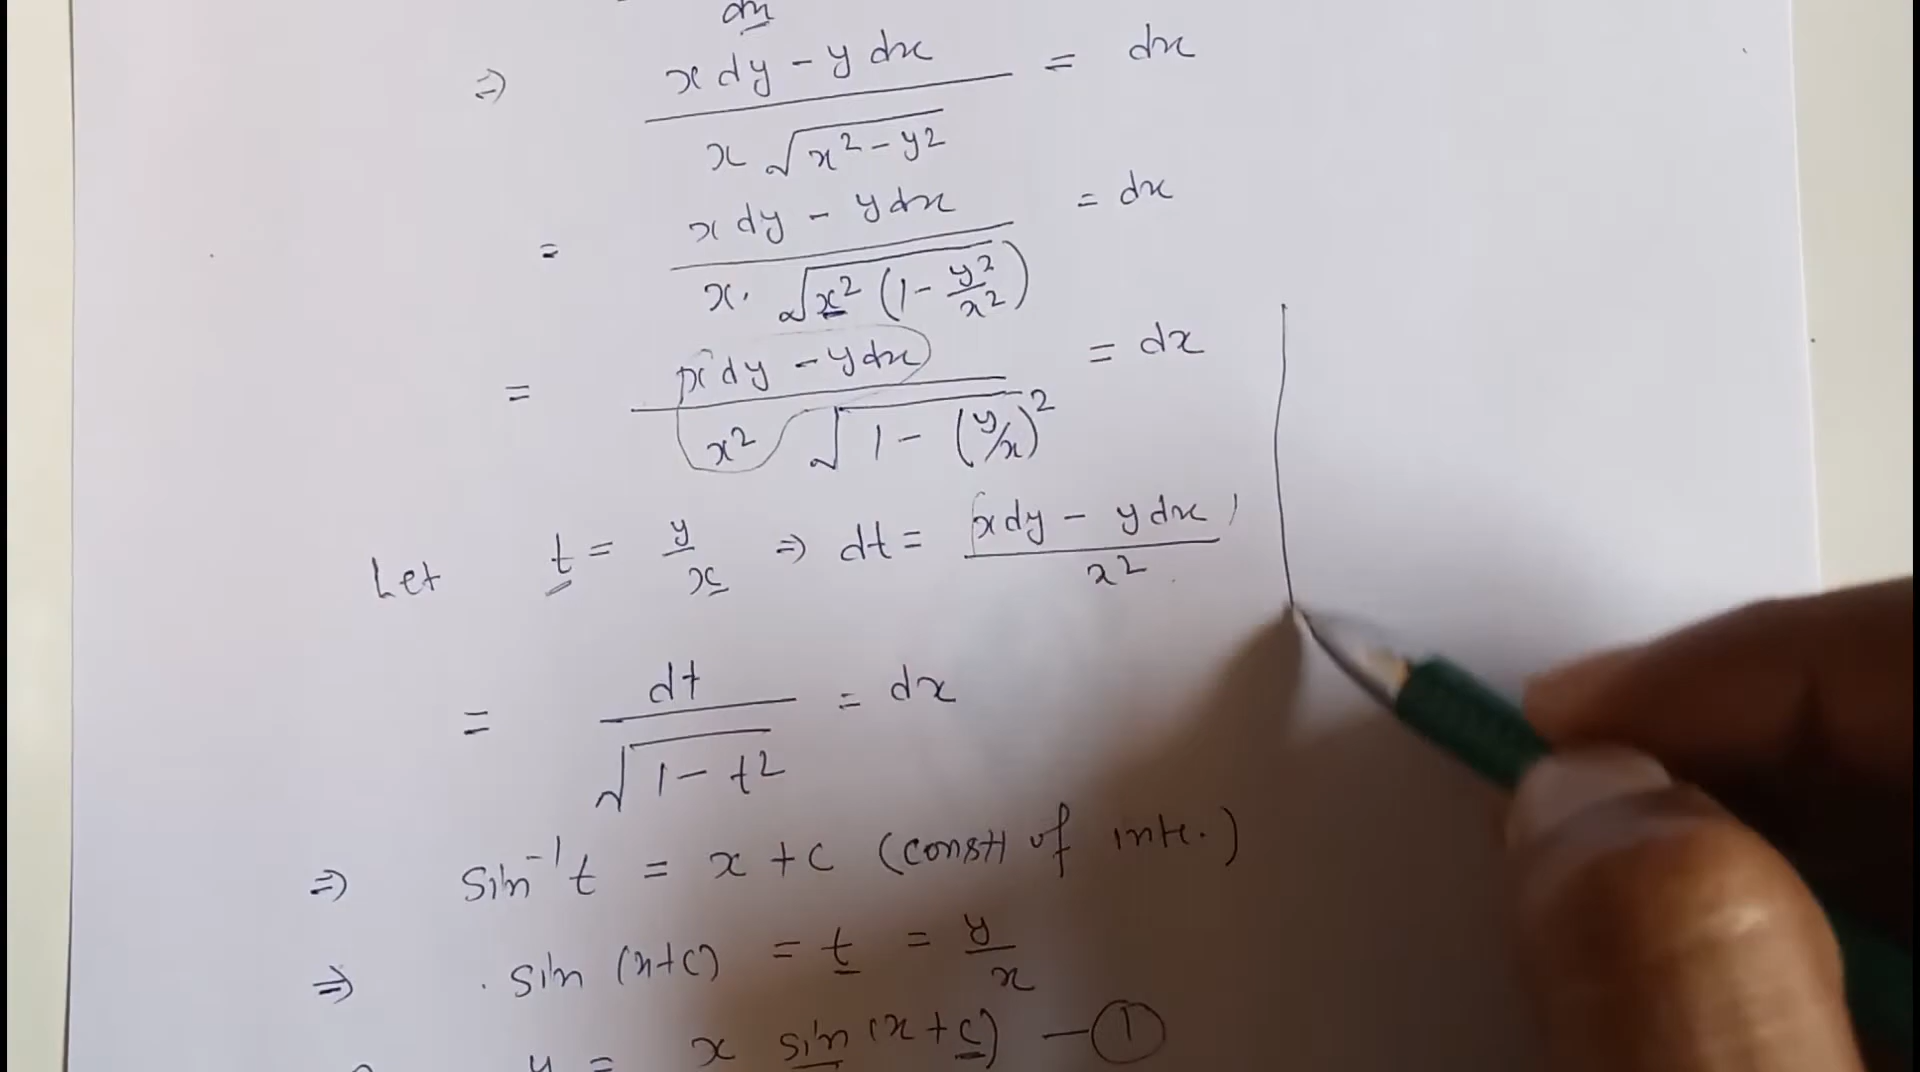 dx
⇒ (x dy - y dx) / (x √(x² - y²)) = dx
= (x dy - y dx) / (x. √(x² (1 - y²/x²))) = dx
= (x dy - y dx) / (x² √(1 - (y/x)²)) = dx
Let t = y/x ⇒ dt = (x dy - y dx) / x²
= dt / √(1 - t²) = dx
⇒ sin⁻¹ t = x + c (const of inte.)
⇒ sin (x+c) = t = y/x
y = x sin (x + c) — ①